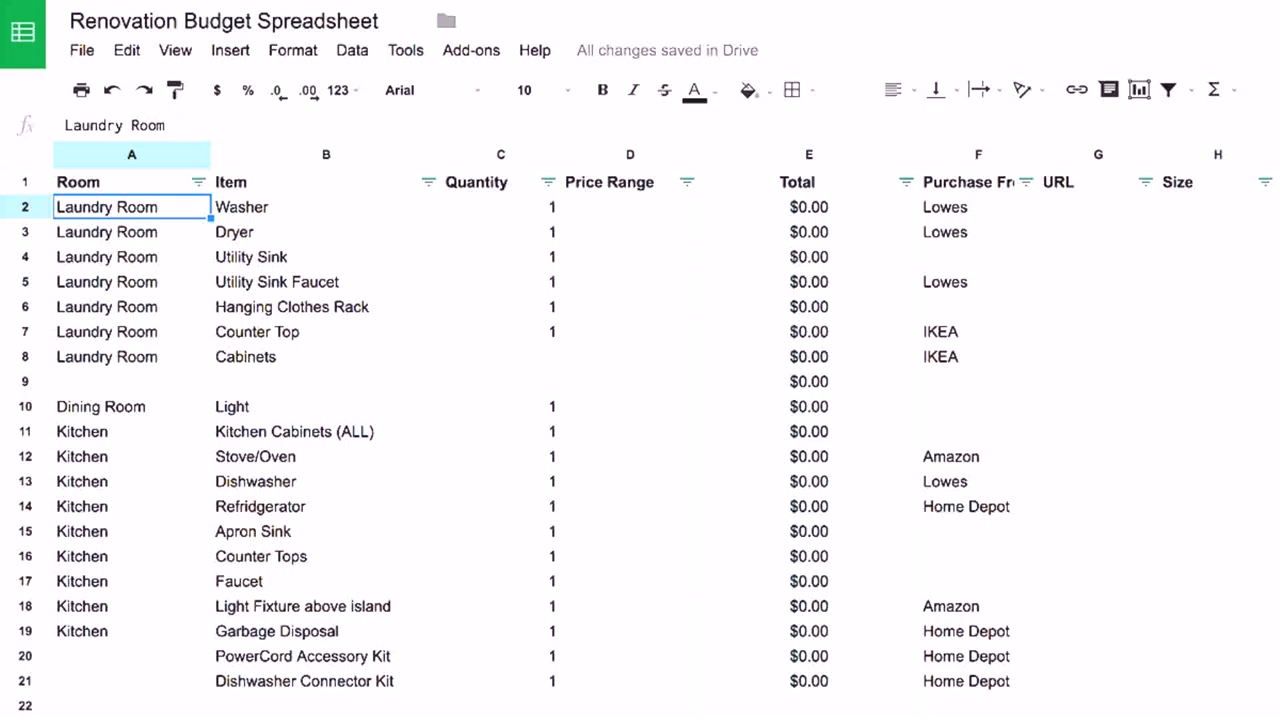 Renovation Budget Spreadsheet
File Edit View Insert Format Data Tools Add-ons Help All changes saved in Drive
$ % .0 .00 123 Arial 10 B I S A Σ
fx Laundry Room
A B C D E F G H
1 Room Item Quantity Price Range Total Purchase Fr URL Size
2 Laundry Room Washer 1 $0.00 Lowes
3 Laundry Room Dryer 1 $0.00 Lowes
4 Laundry Room Utility Sink 1 $0.00
5 Laundry Room Utility Sink Faucet 1 $0.00 Lowes
6 Laundry Room Hanging Clothes Rack 1 $0.00
7 Laundry Room Counter Top 1 $0.00 IKEA
8 Laundry Room Cabinets $0.00 IKEA
9 $0.00
10 Dining Room Light 1 $0.00
11 Kitchen Kitchen Cabinets (ALL) 1 $0.00
12 Kitchen Stove/Oven 1 $0.00 Amazon
13 Kitchen Dishwasher 1 $0.00 Lowes
14 Kitchen Refridgerator 1 $0.00 Home Depot
15 Kitchen Apron Sink 1 $0.00
16 Kitchen Counter Tops 1 $0.00
17 Kitchen Faucet 1 $0.00
18 Kitchen Light Fixture above island 1 $0.00 Amazon
19 Kitchen Garbage Disposal 1 $0.00 Home Depot
20 PowerCord Accessory Kit 1 $0.00 Home Depot
21 Dishwasher Connector Kit 1 $0.00 Home Depot
22